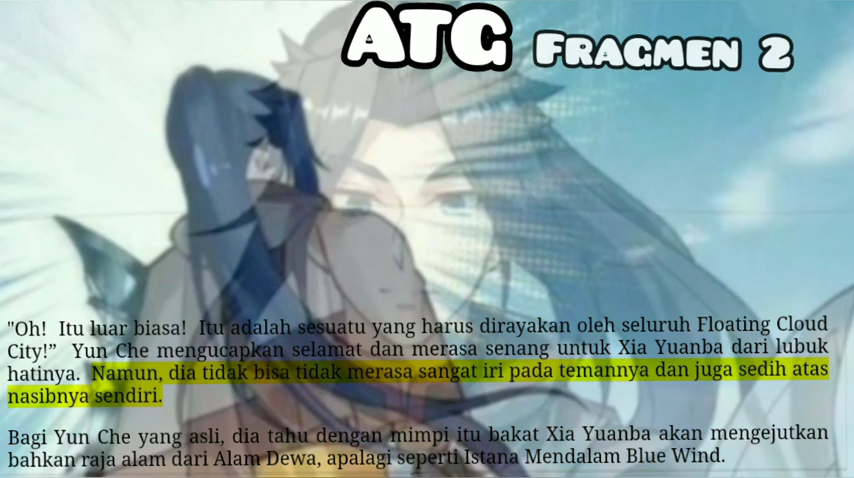 ATG FRAGMEN 2
"Oh! Itu luar biasa! Itu adalah sesuatu yang harus dirayakan oleh seluruh Floating Cloud
City!” Yun Che mengucapkan selamat dan merasa senang untuk Xia Yuanba dari lubuk
hatinya. Namun, dia tidak bisa tidak merasa sangat iri pada temannya dan juga sedih atas
nasibnya sendiri.
Bagi Yun Che yang asli, dia tahu dengan mimpi itu bakat Xia Yuanba akan mengejutkan
bahkan raja alam dari Alam Dewa, apalagi seperti Istana Mendalam Blue Wind.